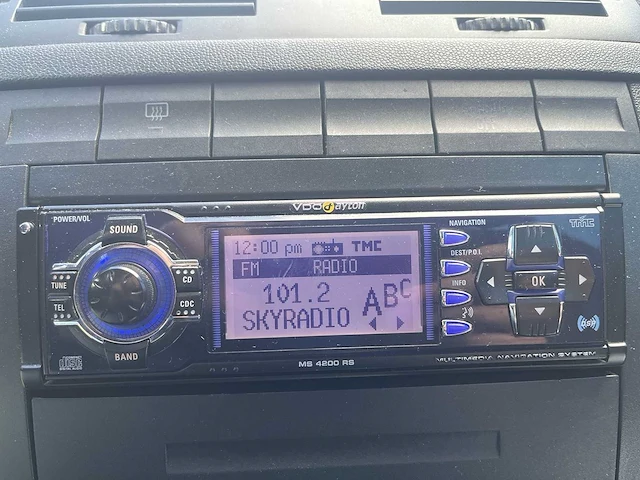 VDO dayton
POWER/VOL
SOUND
TUNE
CD
TEL
CDC
BAND
12:00 pm TMC
FM / RADIO
101.2
SKYRADIO
ABC
MS 4200 RS
NAVIGATION
DEST/P.O.I.
INFO
OK
TMC
DSP
MULTIMEDIA NAVIGATION SYSTEM